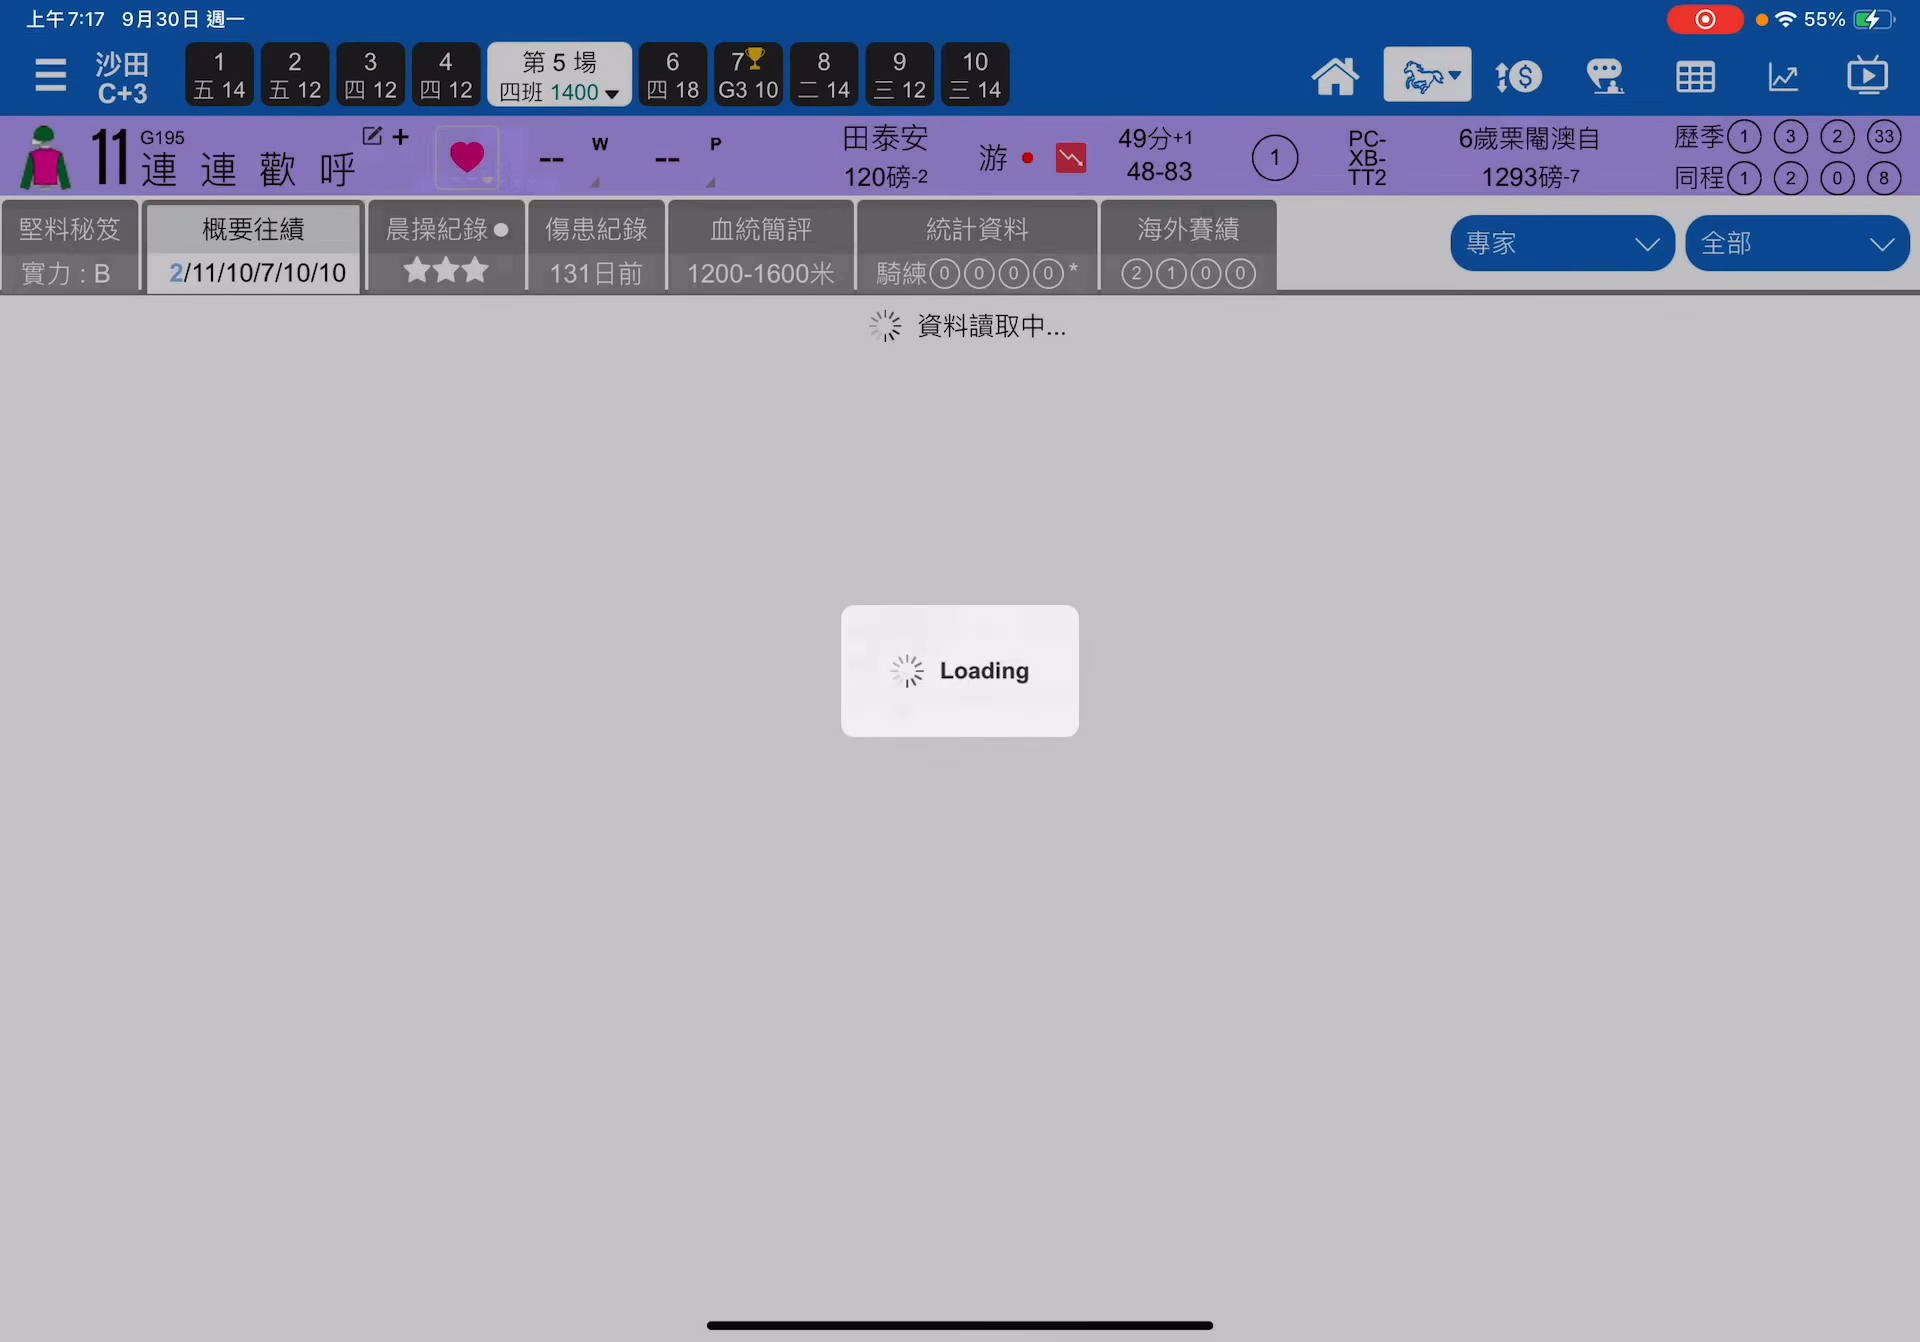 上午7:17 9月30日 週一 55%
沙田
C+3
1
五 14
2
五 12
3
四 12
4
四 12
第 5 場
四班 1400
6
四 18
7
G3 10
8
二 14
9
三 12
10
三 14
11
G195
連連歡呼
-- W
-- P
田泰安
120磅-2
游
49分+1
48-83
1
PC-
XB-
TT2
6歲栗閹澳自
1293磅-7
歷季 1 3 2 33
同程 1 2 0 8
堅料秘笈
實力 : B
概要往績
2/11/10/7/10/10
晨操紀錄
傷患紀錄
131日前
血統簡評
1200-1600米
統計資料
騎練 0 0 0 0 *
海外賽績
2 1 0 0
專家
全部
資料讀取中...
Loading